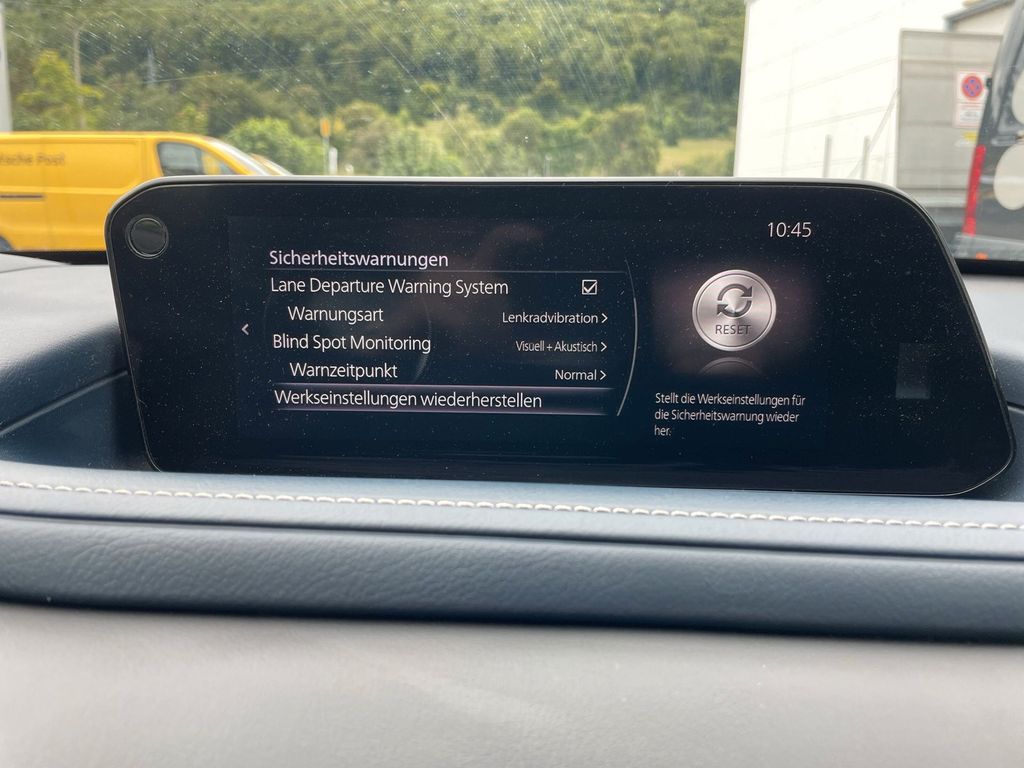 10:45
Sicherheitswarnungen
Lane Departure Warning System
Warnungsart Lenkradvibration >
Blind Spot Monitoring Visuell + Akustisch >
Warnzeitpunkt Normal >
Werkseinstellungen wiederherstellen
RESET
Stellt die Werkseinstellungen für
die Sicherheitswarnung wieder
her.
Post